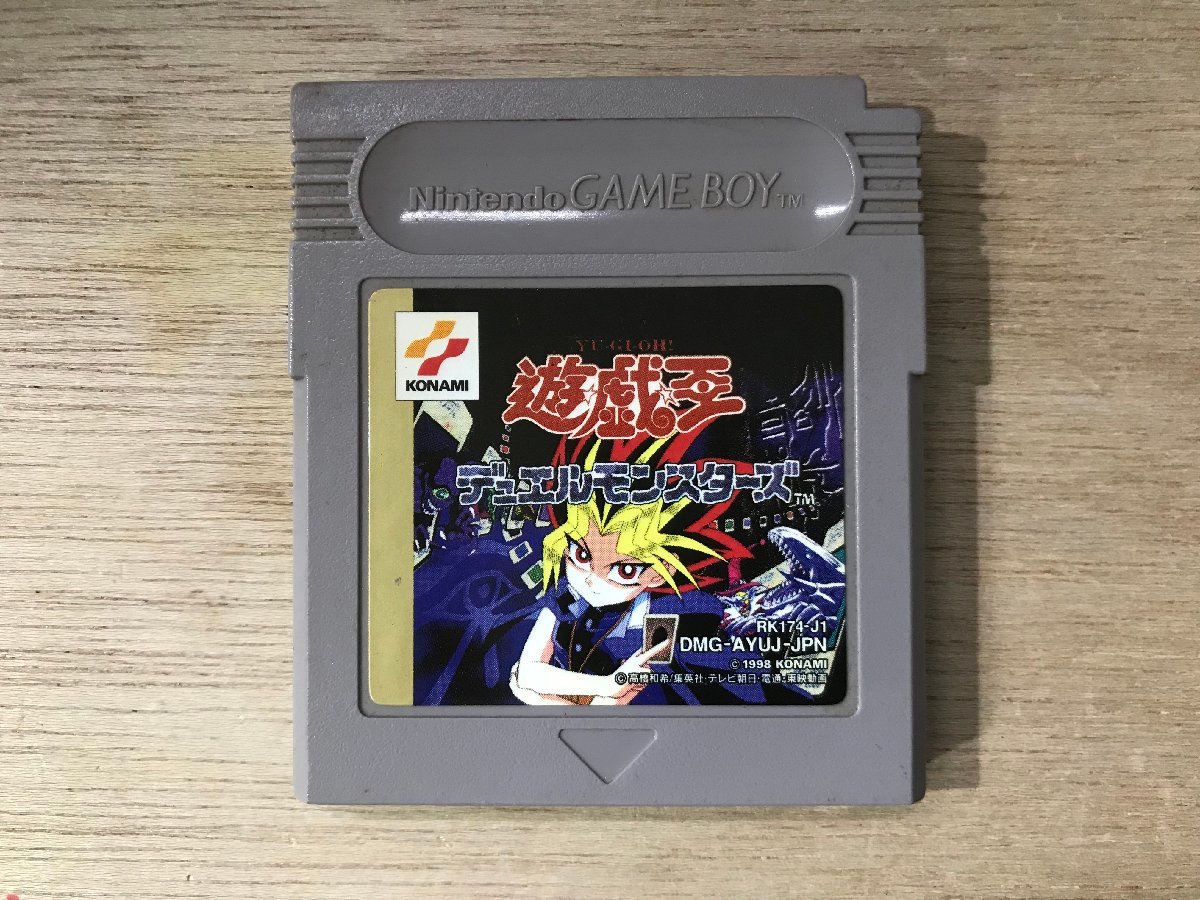 Nintendo GAME BOY TM
KONAMI
YU-GI-OH!
遊☆戯☆王
デュエルモンスターズ TM
RK174-J1
DMG-AYUJ-JPN
© 1998 KONAMI
©高橋和希/集英社・テレビ朝日・電通・東映動画